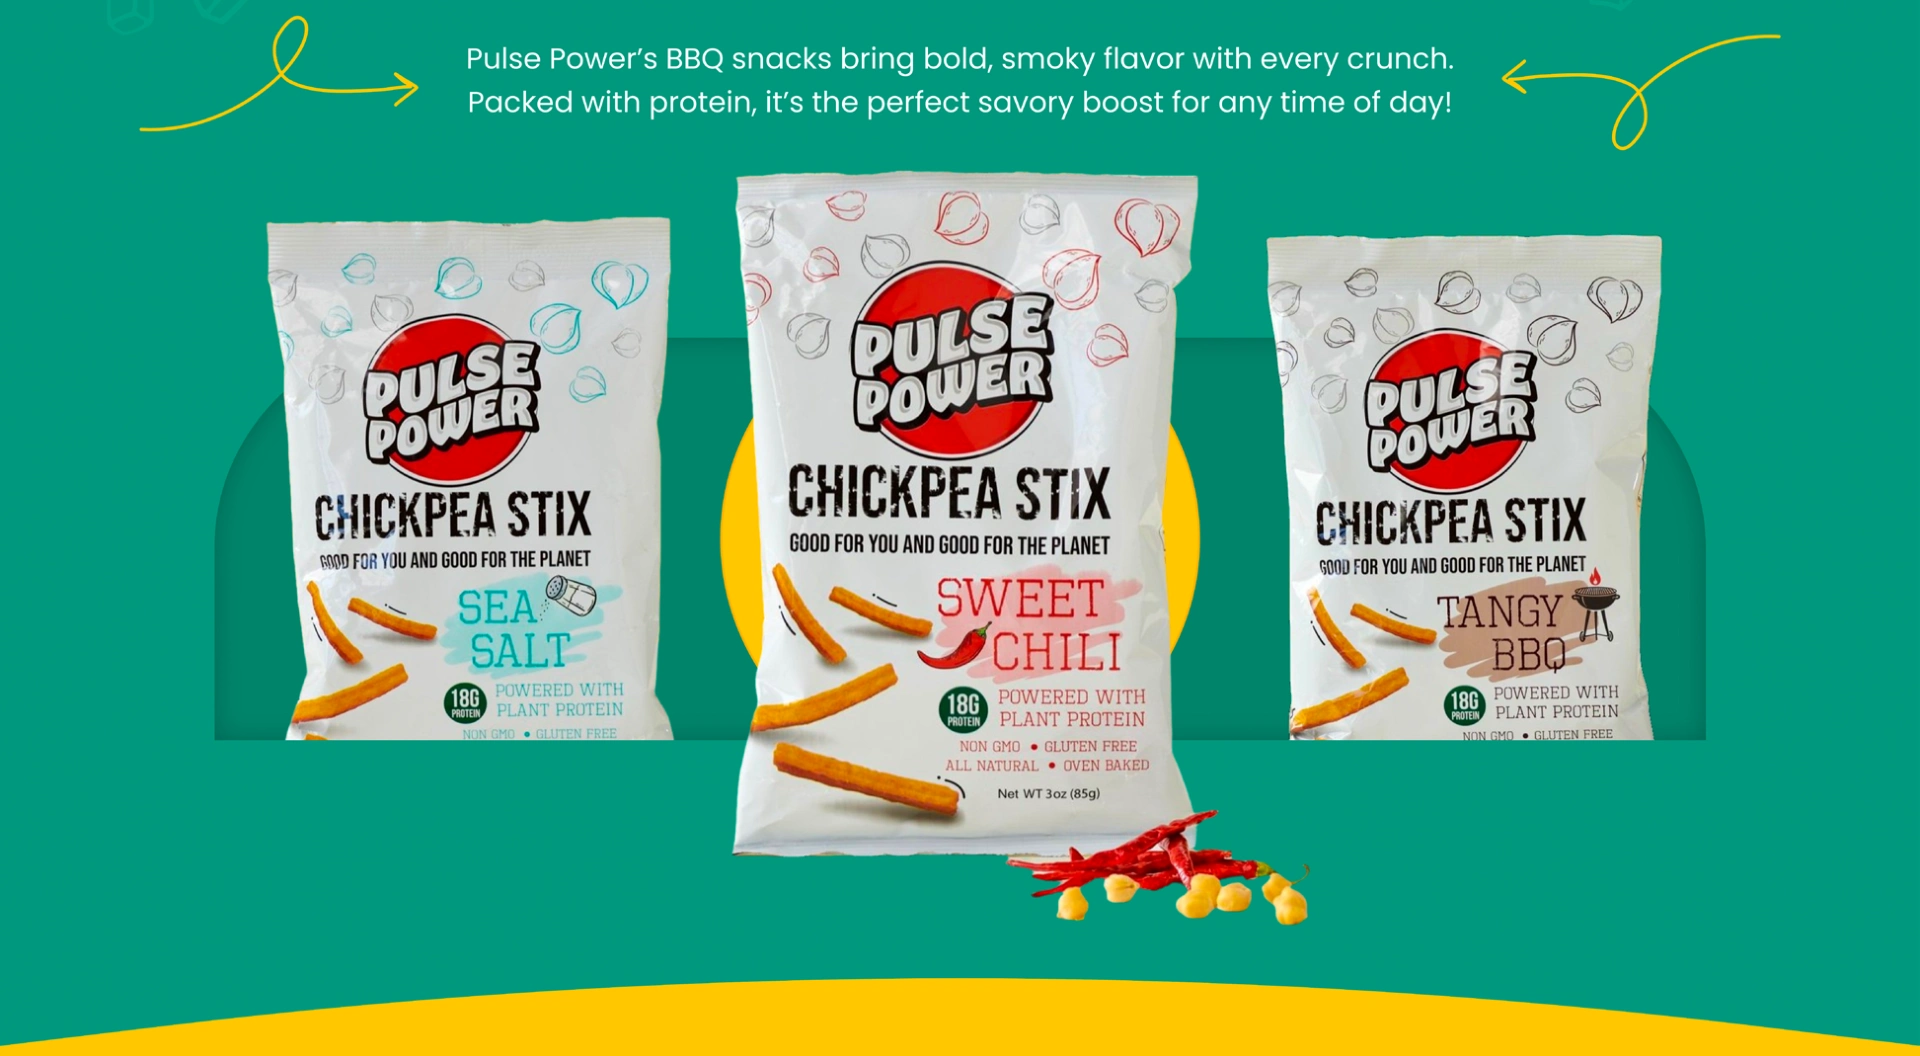 Pulse Power’s BBQ snacks bring bold, smoky flavor with every crunch.
Packed with protein, it’s the perfect savory boost for any time of day!
PULSE
POWER
CHICKPEA STIX
GOOD FOR YOU AND GOOD FOR THE PLANET
SEA
SALT
18G
PROTEIN
POWERED WITH
PLANT PROTEIN
NON GMO • GLUTEN FREE
PULSE
POWER
CHICKPEA STIX
GOOD FOR YOU AND GOOD FOR THE PLANET
SWEET
CHILI
18G
PROTEIN
POWERED WITH
PLANT PROTEIN
NON GMO • GLUTEN FREE
ALL NATURAL • OVEN BAKED
Net WT 3oz (85g)
PULSE
POWER
CHICKPEA STIX
GOOD FOR YOU AND GOOD FOR THE PLANET
TANGY
BBQ
18G
PROTEIN
POWERED WITH
PLANT PROTEIN
NON GMO • GLUTEN FREE